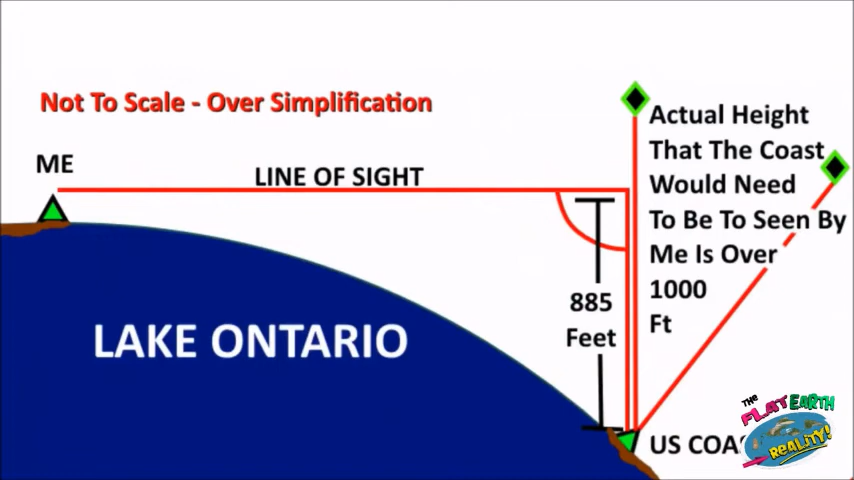 Not To Scale - Over Simplification
ME
LINE OF SIGHT
Actual Height
That The Coast
Would Need
To Be To Seen By
Me Is Over
1000
Ft
885
Feet
LAKE ONTARIO
US
THE
FLAT EARTH
REALITY!